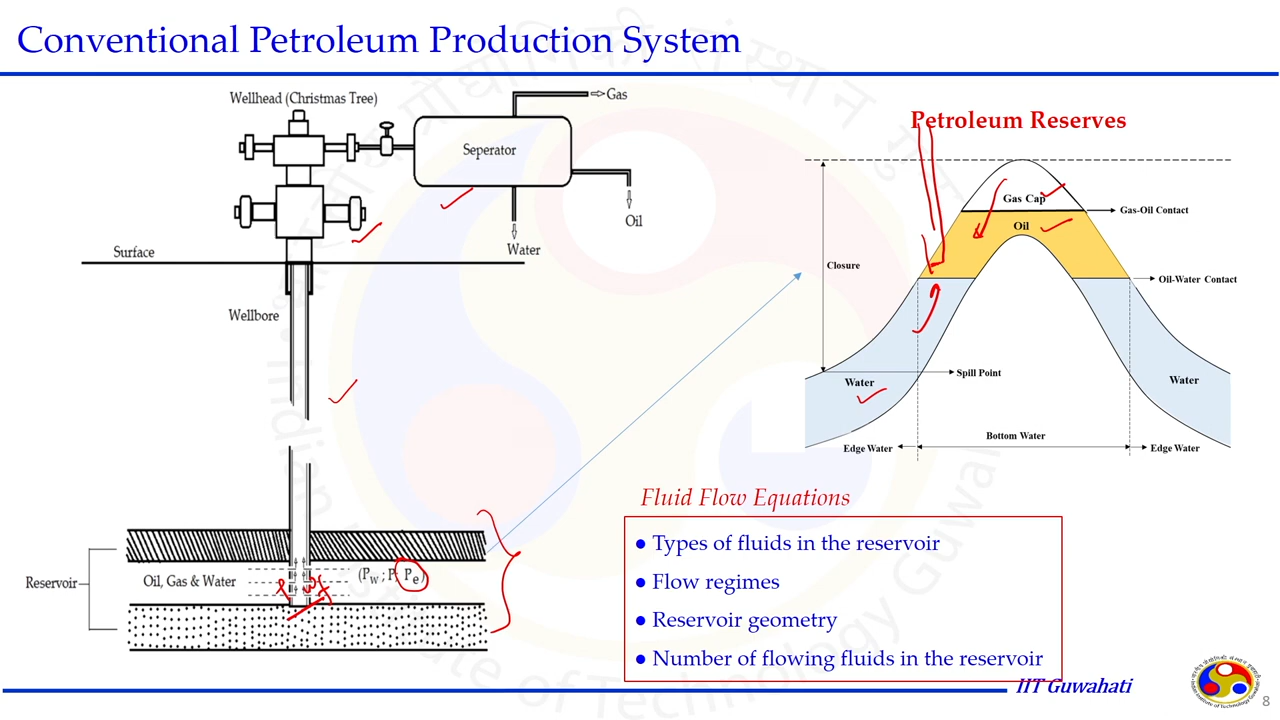 Conventional Petroleum Production System
Wellhead (Christmas Tree)
Gas
Seperator
Oil
Water
Surface
Wellbore
Reservoir
Oil, Gas & Water
(Pw ; P; Pe)
Petroleum Reserves
Gas Cap
Gas-Oil Contact
Oil
Closure
Oil-Water Contact
Spill Point
Water
Water
Bottom Water
Edge Water
Edge Water
Fluid Flow Equations
● Types of fluids in the reservoir
● Flow regimes
● Reservoir geometry
● Number of flowing fluids in the reservoir
IIT Guwahati
8